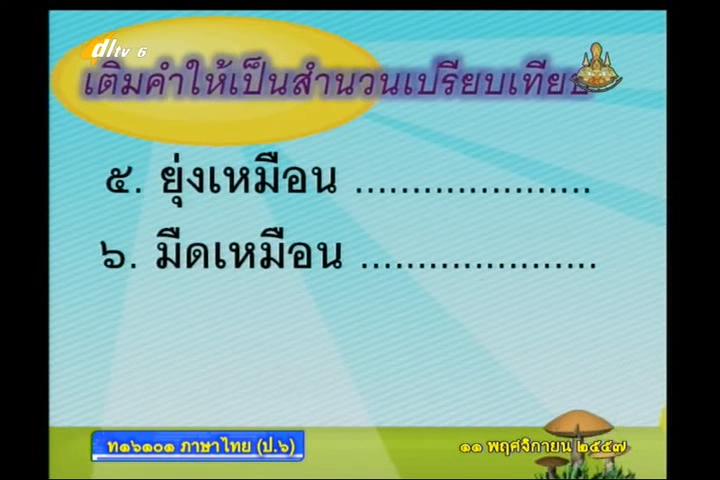 dltv 6
เติมคำให้เป็นสำนวนเปรียบเทียบ
๕. ยุ่งเหมือน .....................
๖. มืดเหมือน .....................
ท๑๖๑๐๑ ภาษาไทย (ป.๖)
๑๑ พฤศจิกายน ๒๕๕๗